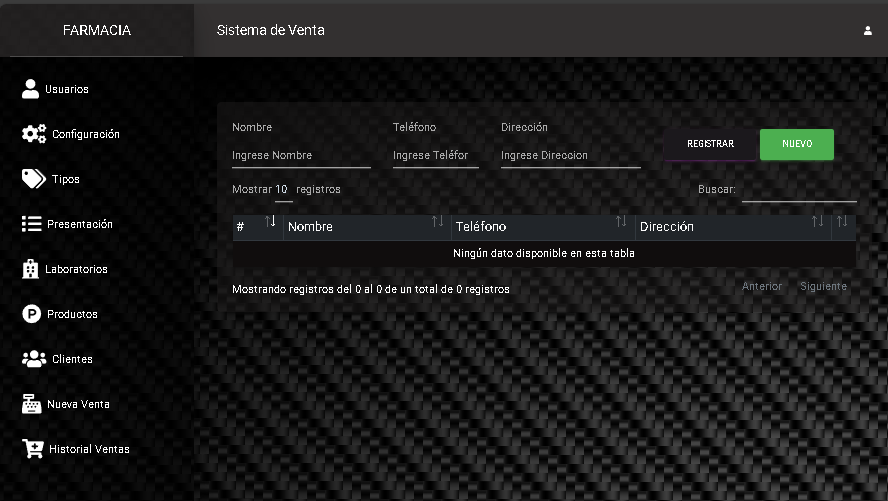 FARMACIA
Sistema de Venta
Usuarios
Configuración
Tipos
Presentación
Laboratorios
Productos
Clientes
Nueva Venta
Historial Ventas
Nombre Teléfono Dirección
Ingrese Nombre Ingrese Teléfor Ingrese Direccion REGISTRAR NUEVO
Mostrar 10 registros Buscar:
# Nombre Teléfono Dirección
Ningún dato disponible en esta tabla
Mostrando registros del 0 al 0 de un total de 0 registros Anterior Siguiente